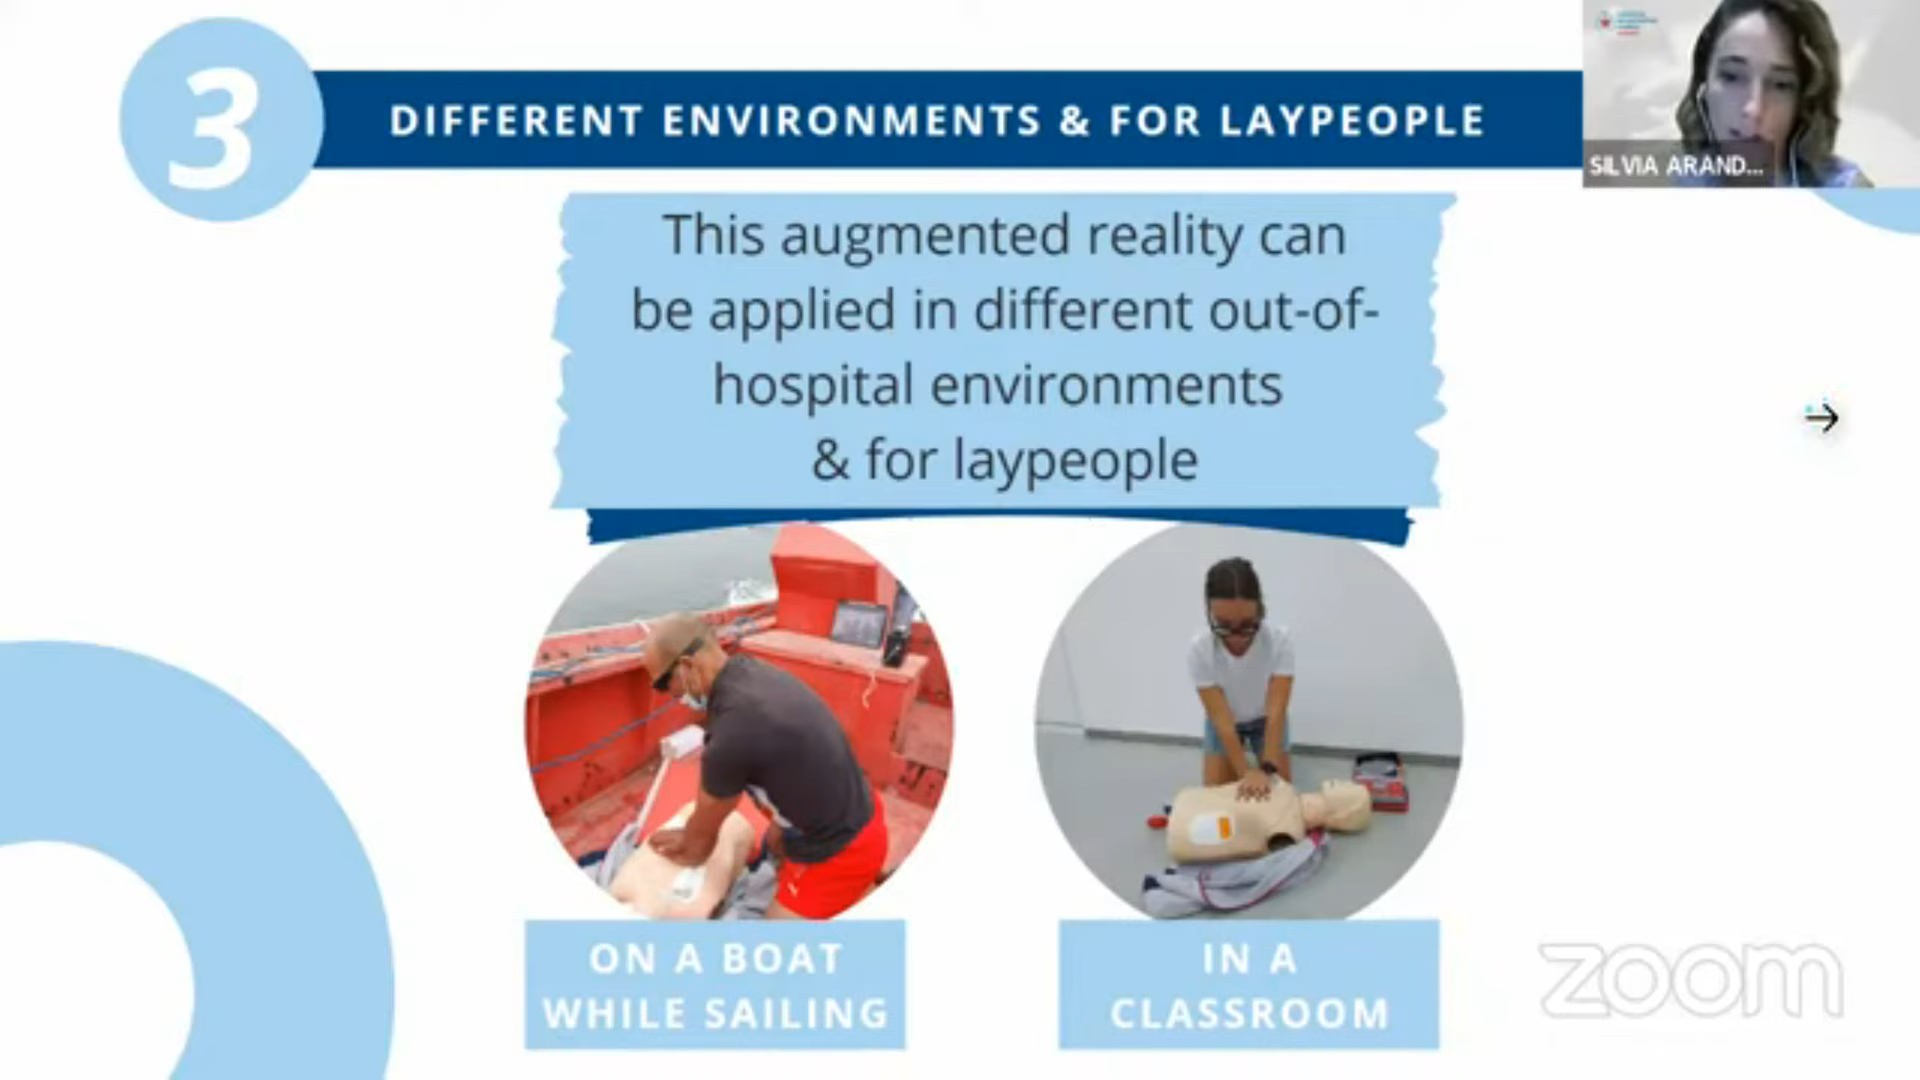 3
DIFFERENT ENVIRONMENTS & FOR LAYPEOPLE
SILVIA ARAND...
This augmented reality can
be applied in different out-of-
hospital environments
& for laypeople
ON A BOAT
WHILE SAILING
IN A
CLASSROOM
zoom